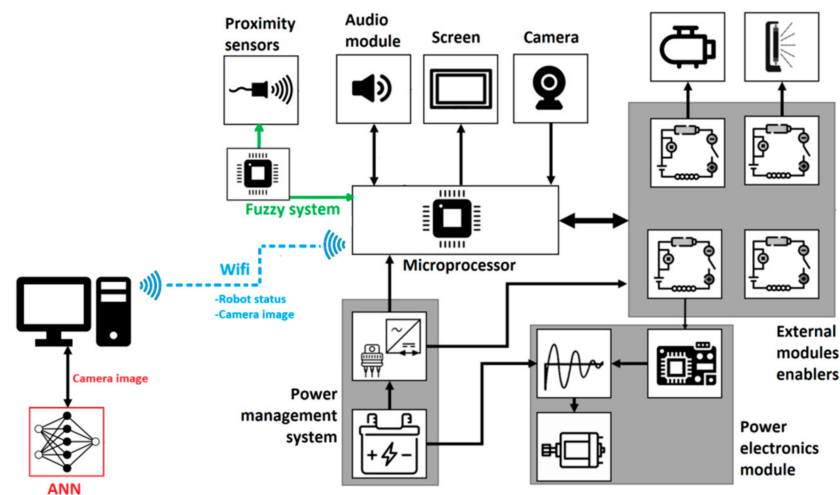 Proximity
sensors
Audio
module
Screen
Camera
Fuzzy system
Microprocessor
Wifi
-Robot status
-Camera image
Camera image
ANN
Power
management
system
External
modules
enablers
Power
electronics
module